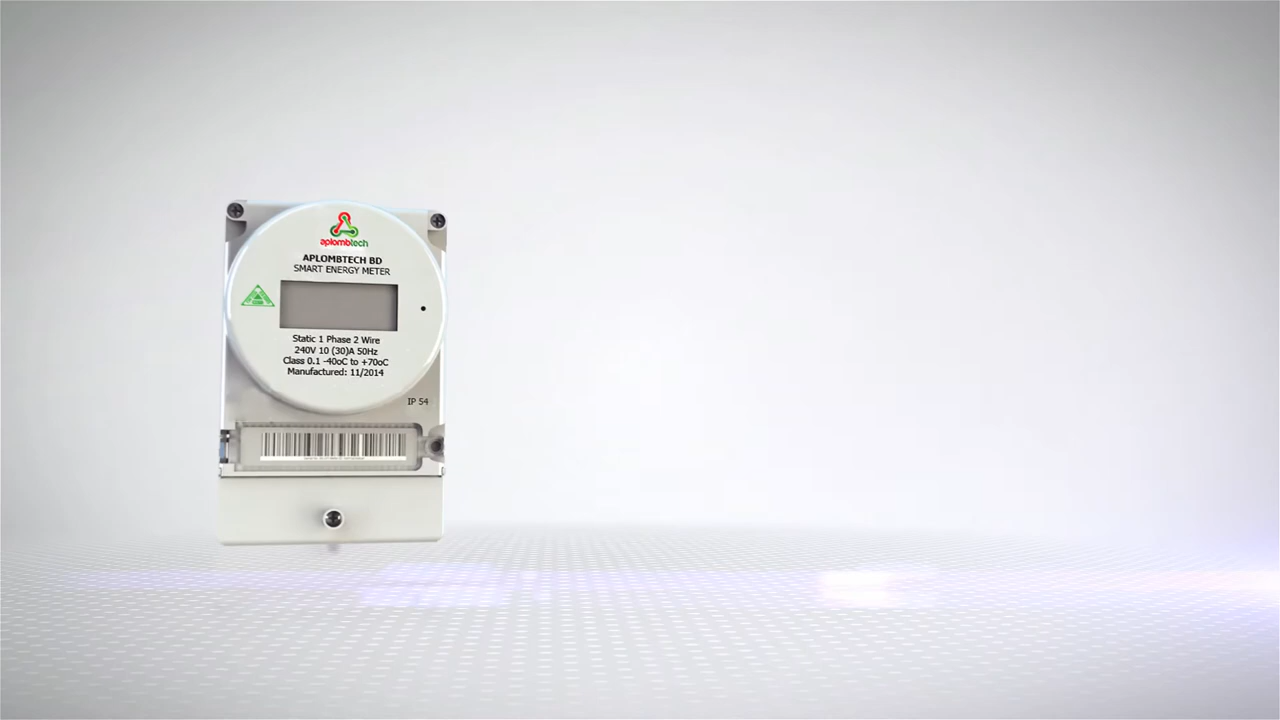 aplombtech
APLOMBTECH BD
SMART ENERGY METER
Static 1 Phase 2 Wire
240V 10 (30)A 50Hz
Class 0.1 -40oC to +70oC
Manufactured: 11/2014
IP 54